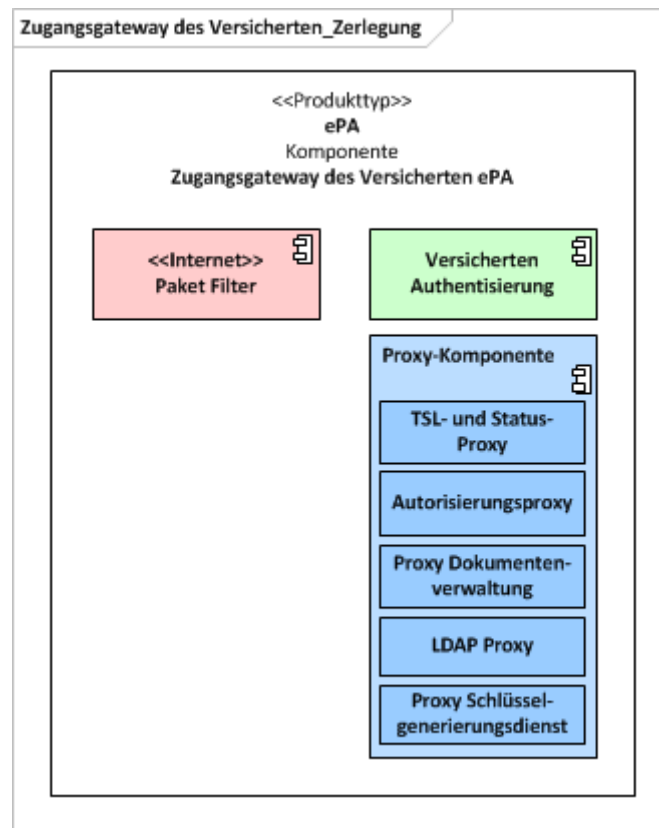 Zugangsgateway des Versicherten_Zerlegung
<<Produkttyp>>
ePA
Komponente
Zugangsgateway des Versicherten ePA
<<Internet>>
Paket Filter
Versicherten
Authentisierung
Proxy-Komponente
TSL- und Status-
Proxy
Autorisierungsproxy
Proxy Dokumenten-
verwaltung
LDAP Proxy
Proxy Schlüssel-
generierungsdienst